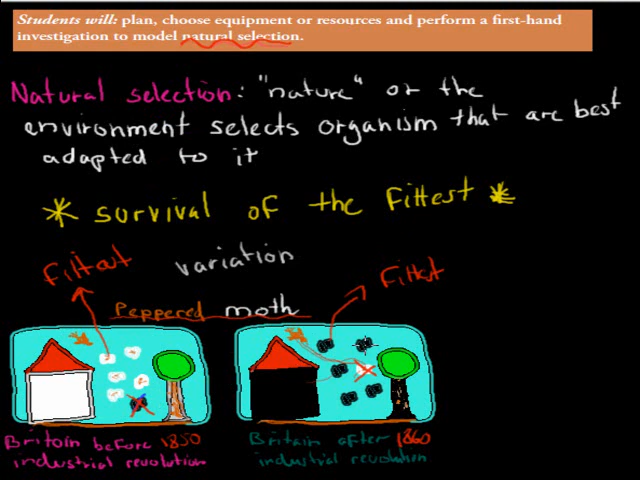 Students will: plan, choose equipment or resources and perform a first-hand
investigation to model natural selection.
Natural selection: "nature" or the
environment selects organism that are best
adapted to it
* survival of the fittest *
Fittest variation Fittest
Peppered moth
Britain before 1850 Britain after 1860
industrial revolution industrial revolution